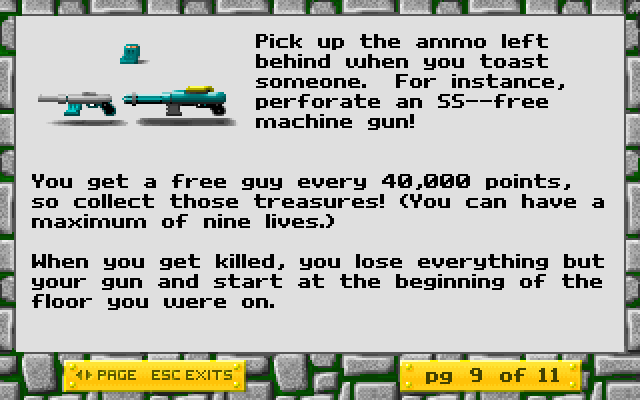 Pick up the ammo left
behind when you toast
someone.  For instance,
perforate an SS--free
machine gun!
You get a free guy every 40,000 points,
so collect those treasures! (You can have a
maximum of nine lives.)
When you get killed, you lose everything but
your gun and start at the beginning of the
floor you were on.
PAGE ESC EXITS
pg 9 of 11